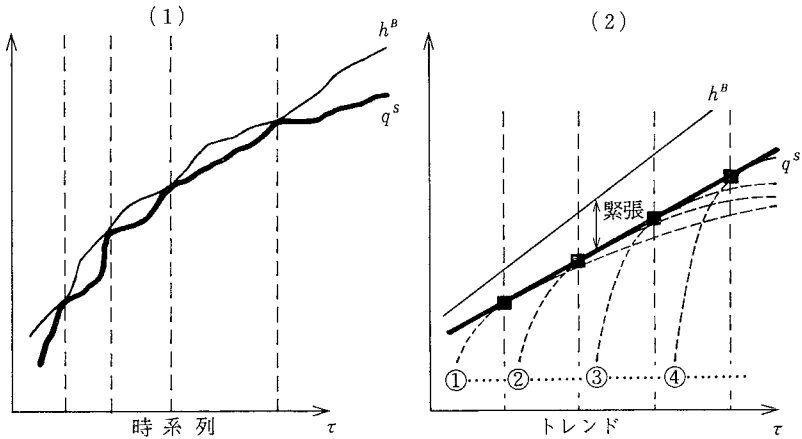 (1)
h^B
q^s
時系列
τ
(2)
h^B
q^s
緊張
①
②
③
④
トレンド
τ